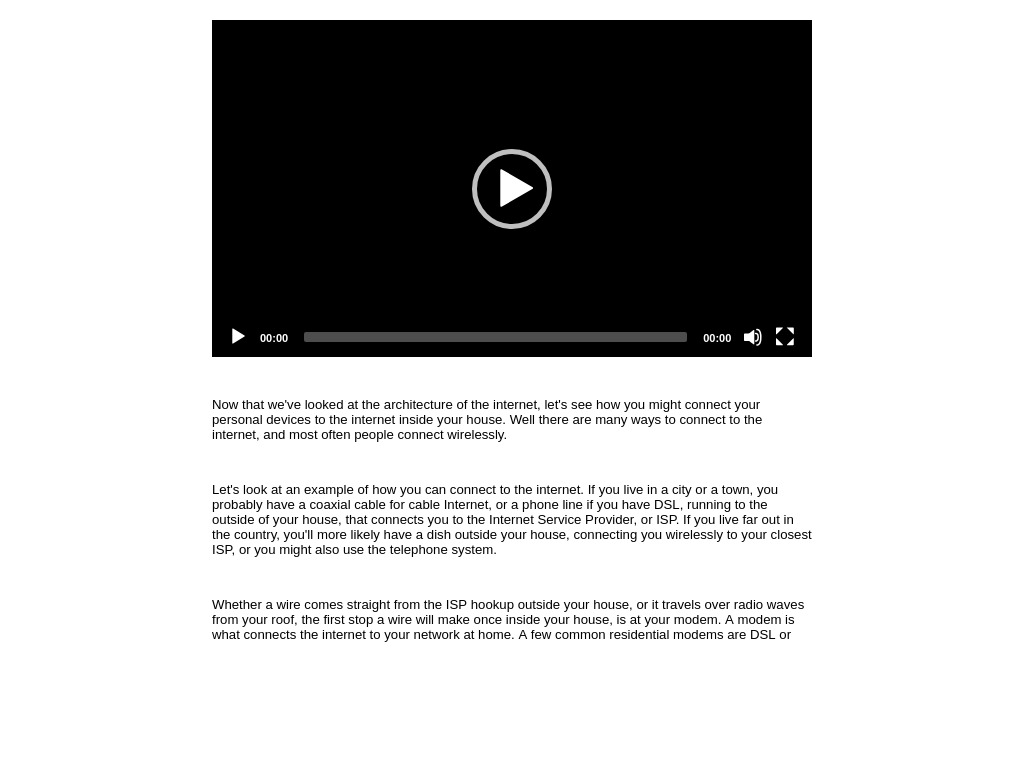 00:00
00:00
Now that we've looked at the architecture of the internet, let's see how you might connect your
personal devices to the internet inside your house. Well there are many ways to connect to the
internet, and most often people connect wirelessly.
Let's look at an example of how you can connect to the internet. If you live in a city or a town, you
probably have a coaxial cable for cable Internet, or a phone line if you have DSL, running to the
outside of your house, that connects you to the Internet Service Provider, or ISP. If you live far out in
the country, you'll more likely have a dish outside your house, connecting you wirelessly to your closest
ISP, or you might also use the telephone system.
Whether a wire comes straight from the ISP hookup outside your house, or it travels over radio waves
from your roof, the first stop a wire will make once inside your house, is at your modem. A modem is
what connects the internet to your network at home. A few common residential modems are DSL or